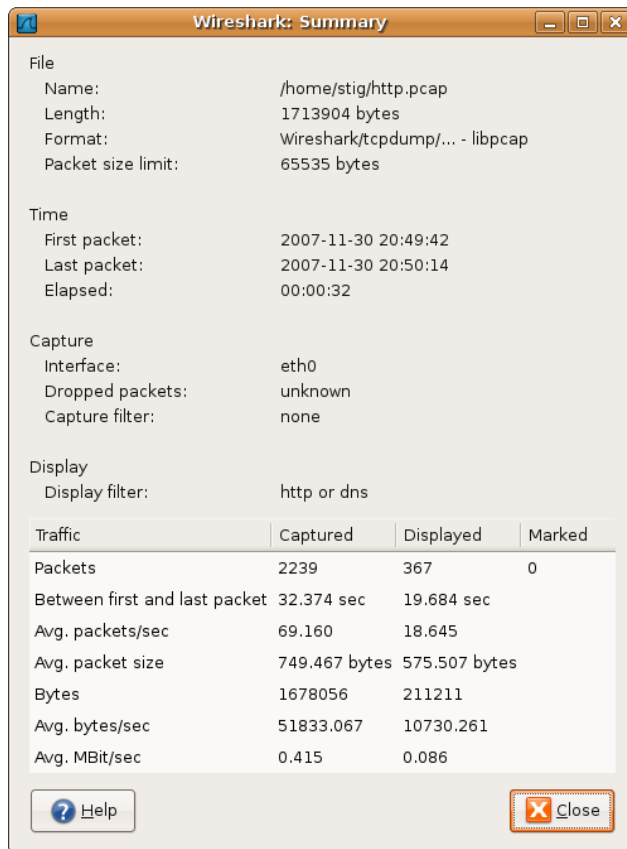 Wireshark: Summary
File
Name: /home/stig/http.pcap
Length: 1713904 bytes
Format: Wireshark/tcpdump/... - libpcap
Packet size limit: 65535 bytes
Time
First packet: 2007-11-30 20:49:42
Last packet: 2007-11-30 20:50:14
Elapsed: 00:00:32
Capture
Interface: eth0
Dropped packets: unknown
Capture filter: none
Display
Display filter: http or dns
Traffic Captured Displayed Marked
Packets 2239 367 0
Between first and last packet 32.374 sec 19.684 sec
Avg. packets/sec 69.160 18.645
Avg. packet size 749.467 bytes 575.507 bytes
Bytes 1678056 211211
Avg. bytes/sec 51833.067 10730.261
Avg. MBit/sec 0.415 0.086
Help Close